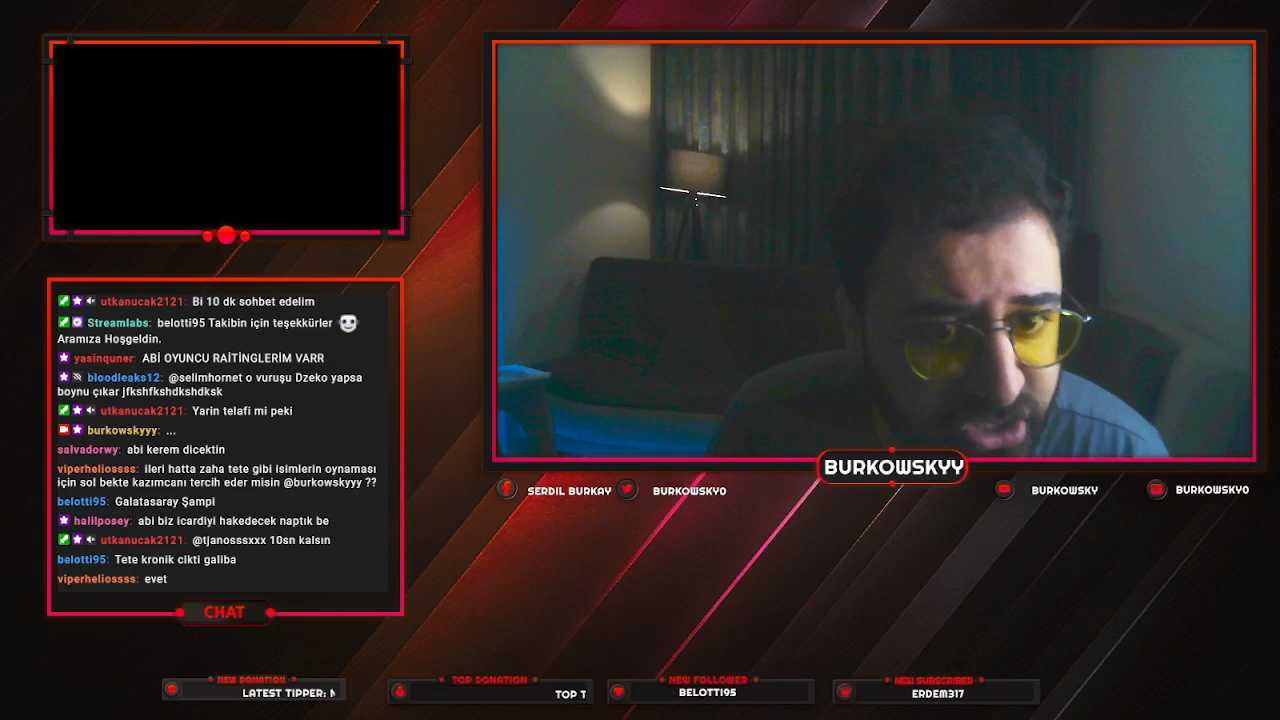 utkanucak2121: Bi 10 dk sohbet edelim
Streamlabs: belotti95 Takibin için teşekkürler
Aramıza Hoşgeldin.
yasinquner: ABİ OYUNCU RAİTİNGLERİM VARR
bloodleaks12: @selimhornet o vuruşu Dzeko yapsa
boynu çıkar jfkshfkshdkshdksk
utkanucak2121: Yarin telafi mi peki
burkowskyyy: ...
salvadorwy: abi kerem dicektin
viperheliossss: ileri hatta zaha tete gibi isimlerin oynaması
için sol bekte kazımcanı tercih eder misin @burkowskyyy ??
belotti95: Galatasaray Şampi
halilposey: abi biz icardiyi hakedecek naptık be
utkanucak2121: @tjanosssxxx 10sn kalsın
belotti95: Tete kronik cikti galiba
viperheliossss: evet
CHAT
BURKOWSKYY
SERDIL BURKAY
BURKOWSKY0
BURKOWSKY
BURKOWSKY0
NEW DONATION
LATEST TIPPER: N
TOP DONATION
TOP T
NEW FOLLOWER
BELOTTI95
NEW SUBSCRIBED
ERDEM317